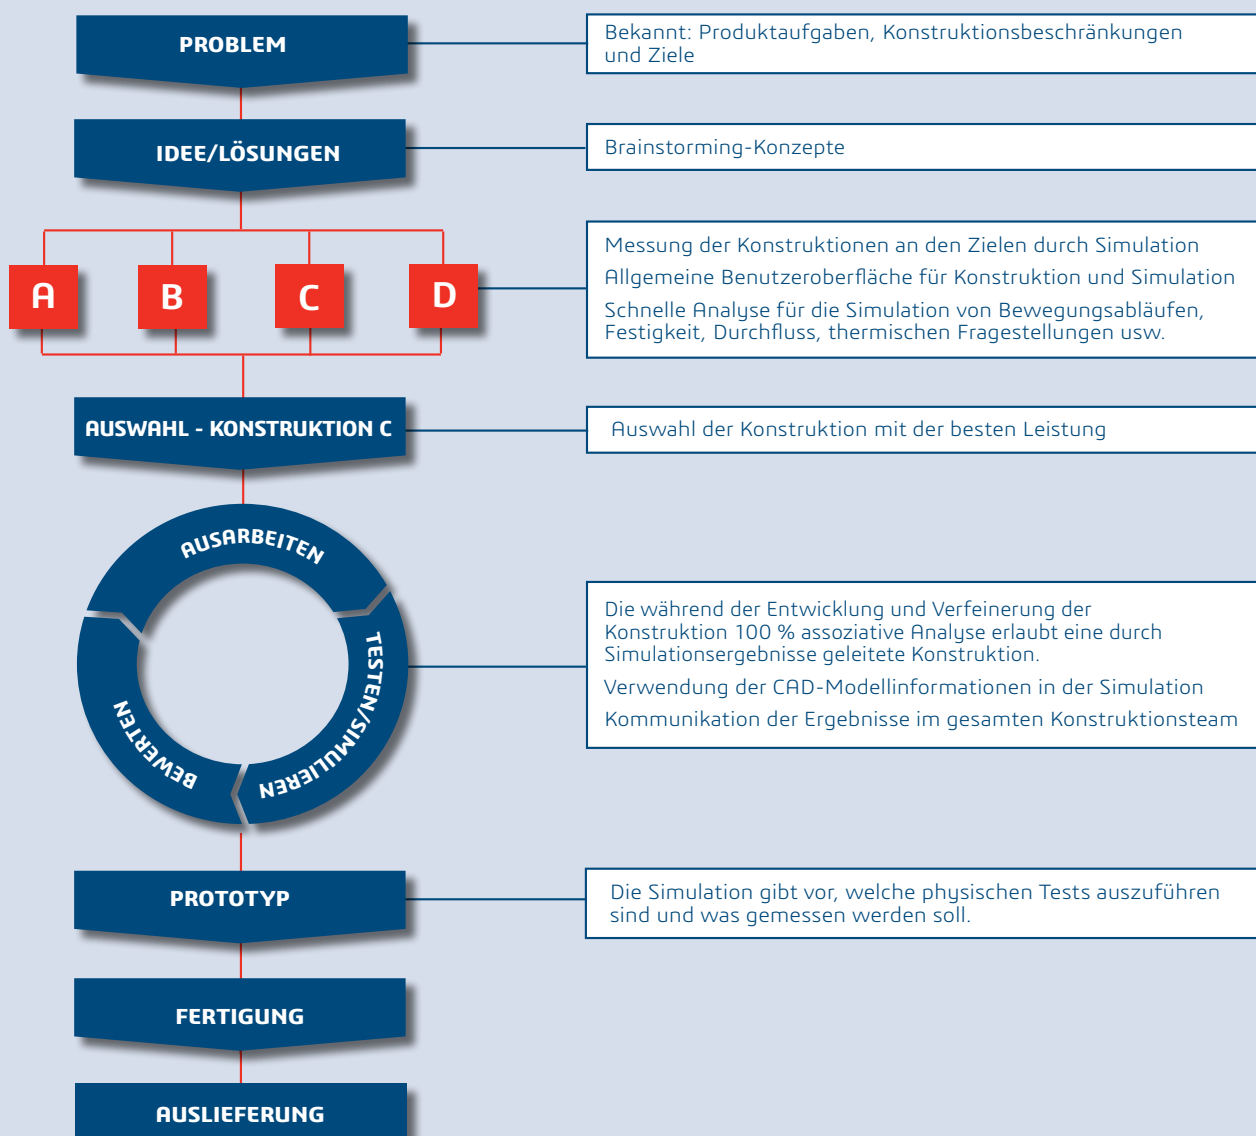 PROBLEM
Bekannt: Produktaufgaben, Konstruktionsbeschränkungen
und Ziele
IDEE/LÖSUNGEN
Brainstorming-Konzepte
A
B
C
D
Messung der Konstruktionen an den Zielen durch Simulation
Allgemeine Benutzeroberfläche für Konstruktion und Simulation
Schnelle Analyse für die Simulation von Bewegungsabläufen,
Festigkeit, Durchfluss, thermischen Fragestellungen usw.
AUSWAHL - KONSTRUKTION C
Auswahl der Konstruktion mit der besten Leistung
AUSARBEITEN
TESTEN/SIMULIEREN
BEWERTEN
Die während der Entwicklung und Verfeinerung der
Konstruktion 100 % assoziative Analyse erlaubt eine durch
Simulationsergebnisse geleitete Konstruktion.
Verwendung der CAD-Modellinformationen in der Simulation
Kommunikation der Ergebnisse im gesamten Konstruktionsteam
PROTOTYP
Die Simulation gibt vor, welche physischen Tests auszuführen
sind und was gemessen werden soll.
FERTIGUNG
AUSLIEFERUNG